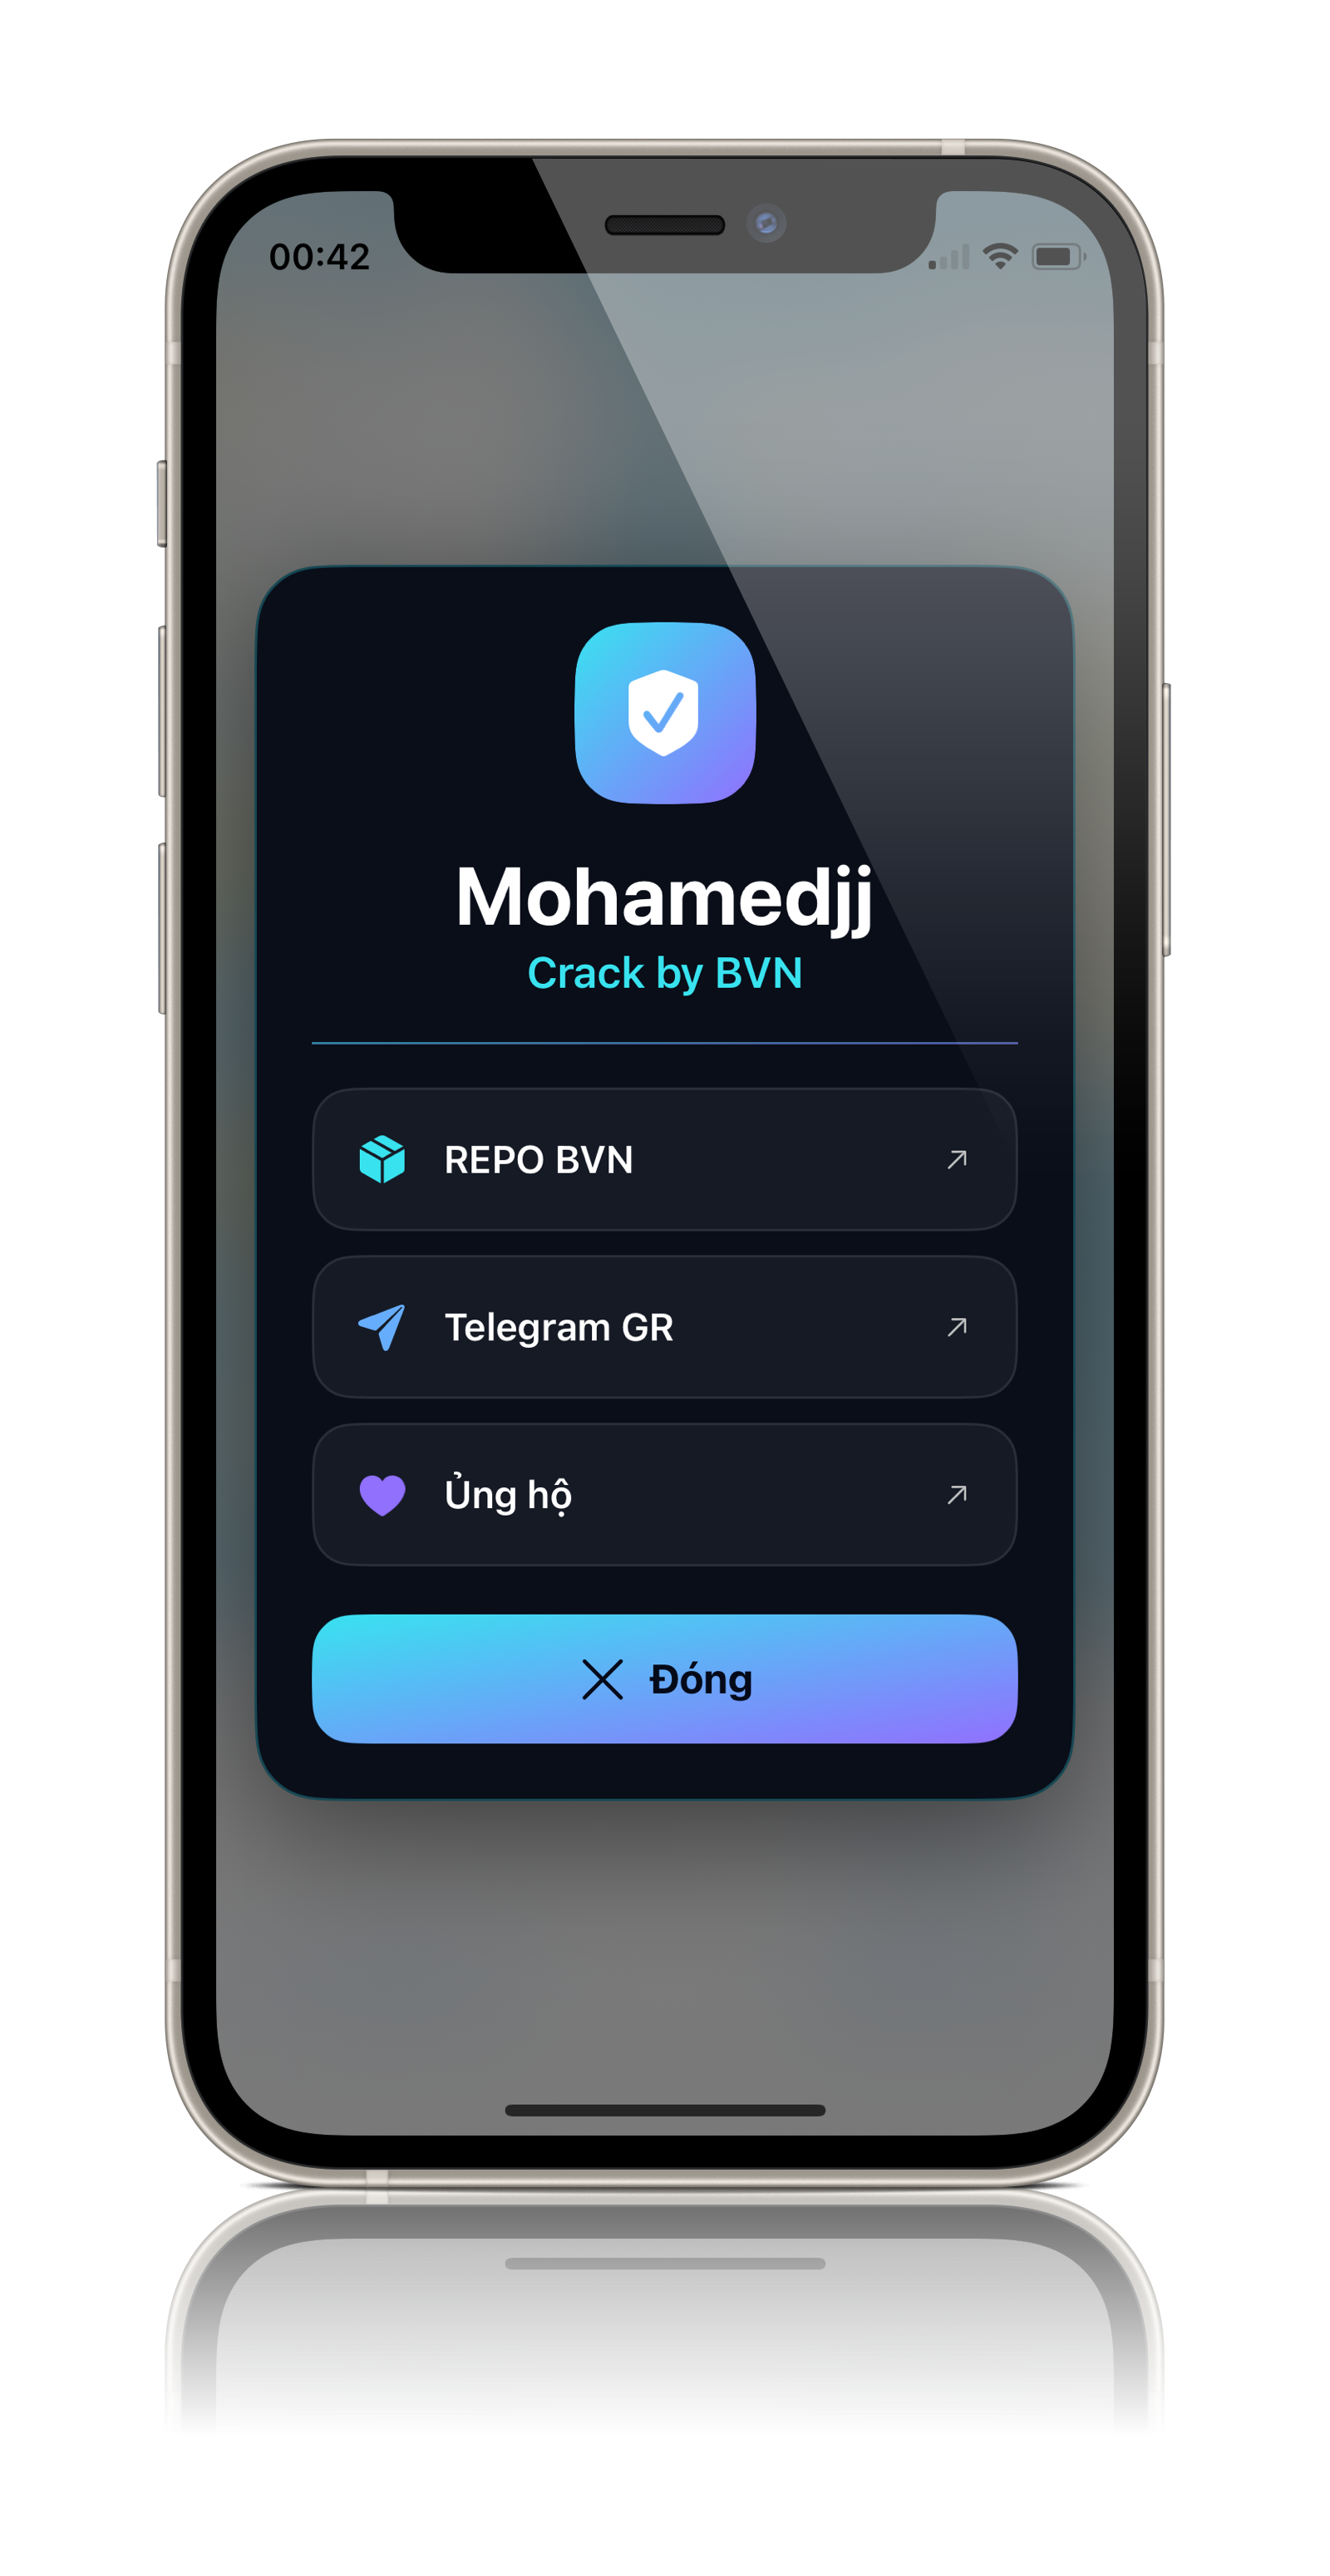 00:42
Mohamedjj
Crack by BVN
REPO BVN
Telegram GR
Ủng hộ
Đóng